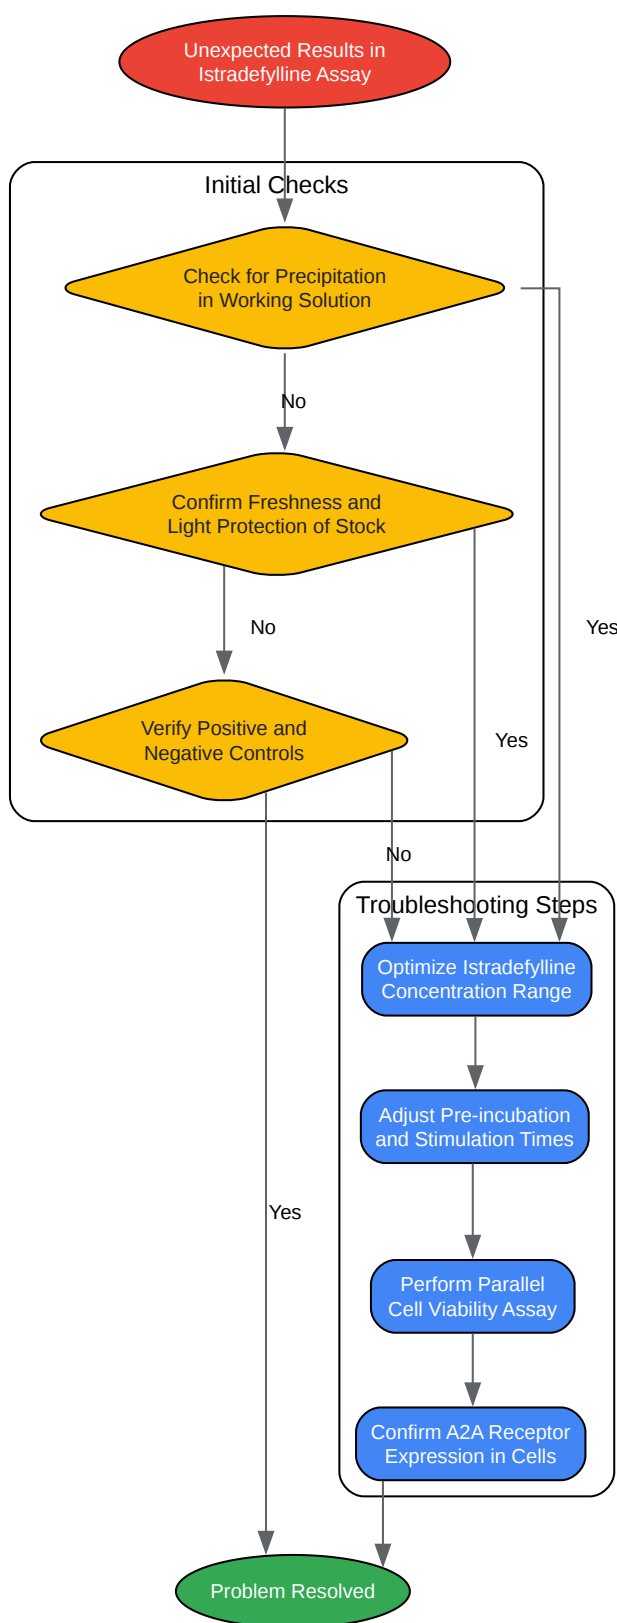 Unexpected Results in
Istradefylline Assay
Initial Checks
Check for Precipitation
in Working Solution
No
Confirm Freshness and
Light Protection of Stock
No
Yes
Verify Positive and
Negative Controls
Yes
No
Troubleshooting Steps
Optimize Istradefylline
Concentration Range
Adjust Pre-incubation
and Stimulation Times
Yes
Perform Parallel
Cell Viability Assay
Confirm A2A Receptor
Expression in Cells
Problem Resolved